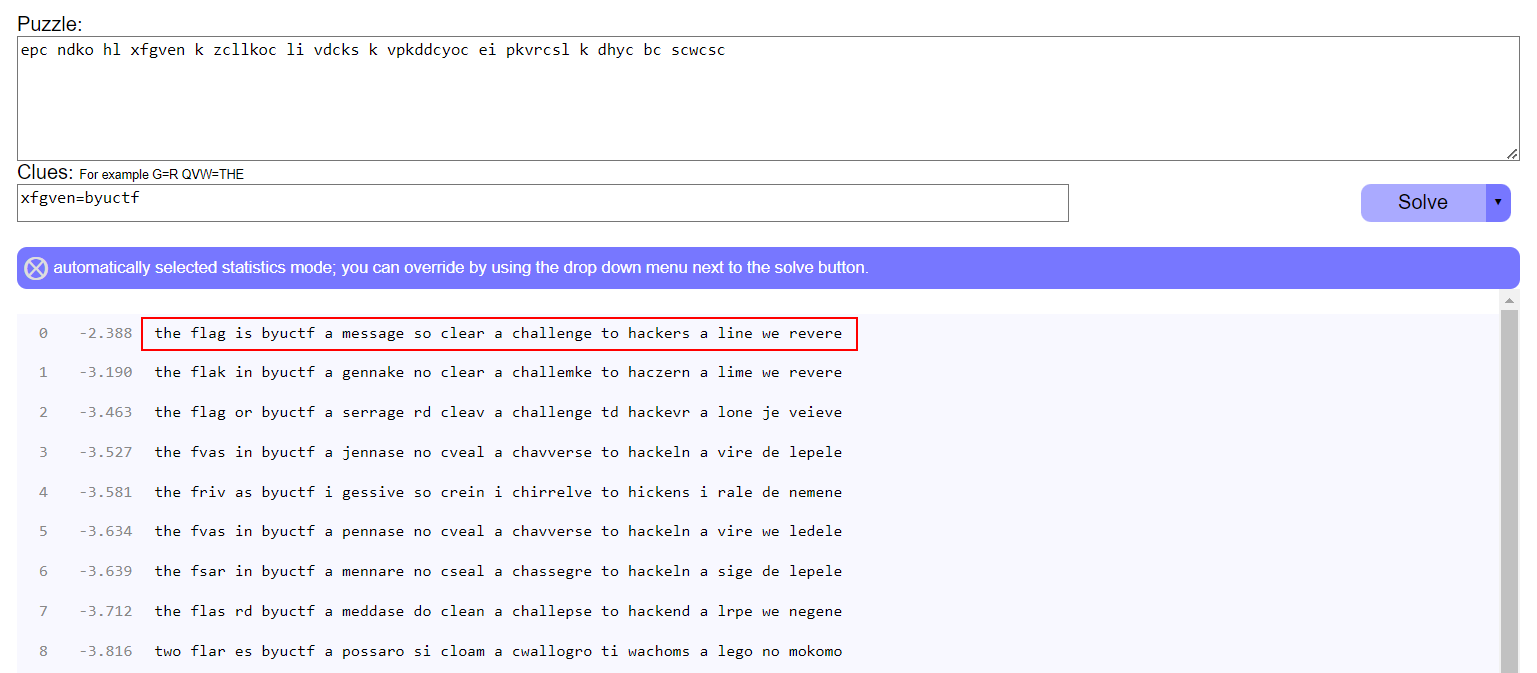 Puzzle:
epc ndko hl xfgven k zcllkoc li vdcks k vpkddcyoc ei pkvrcsl k dhyc bc scwcsc
Clues: For example G=R QVW=THE
xfgven=byuctf
Solve ▼
automatically selected statistics mode; you can override by using the drop down menu next to the solve button.
0 -2.388 the flag is byuctf a message so clear a challenge to hackers a line we revere
1 -3.190 the flak in byuctf a gennake no clear a challemke to haczern a lime we revere
2 -3.463 the flag or byuctf a serrage rd cleav a challenge td hackevr a lone je veieve
3 -3.527 the fvas in byuctf a jennase no cveal a chavverse to hackeln a vire de lepele
4 -3.581 the friv as byuctf i gessive so crein i chirrelve to hickens i rale de nemene
5 -3.634 the fvas in byuctf a pennase no cveal a chavverse to hackeln a vire we ledele
6 -3.639 the fsar in byuctf a mennare no cseal a chassegre to hackeln a sige de lepele
7 -3.712 the flas rd byuctf a meddase do clean a challepse to hackend a lrpe we negene
8 -3.816 two flar es byuctf a possaro si cloam a cwallogro ti wachoms a lego no mokomo